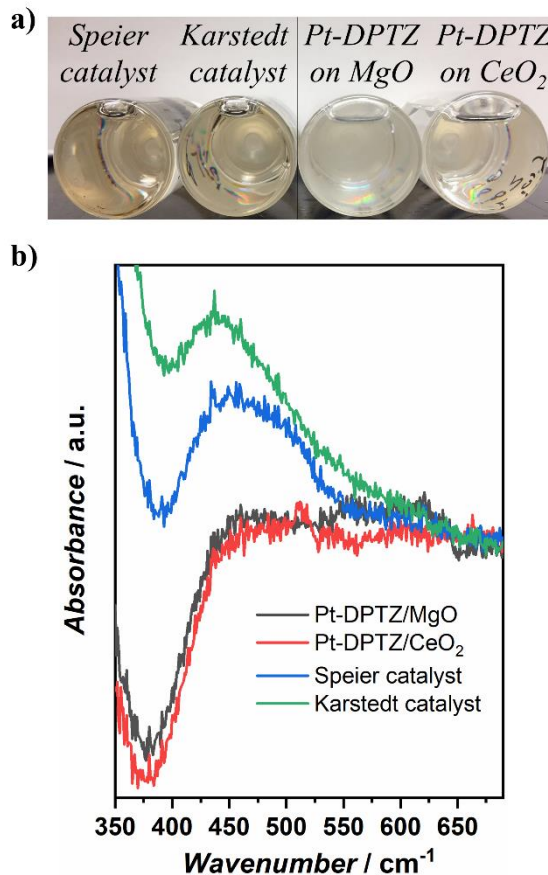 a)
Speier
catalyst
Karstedt
catalyst
Pt-DPTZ
on MgO
Pt-DPTZ
on CeO₂
b)
Absorbance / a.u.
Pt-DPTZ/MgO
Pt-DPTZ/CeO₂
Speier catalyst
Karstedt catalyst
350 400 450 500 550 600 650
Wavenumber / cm⁻¹